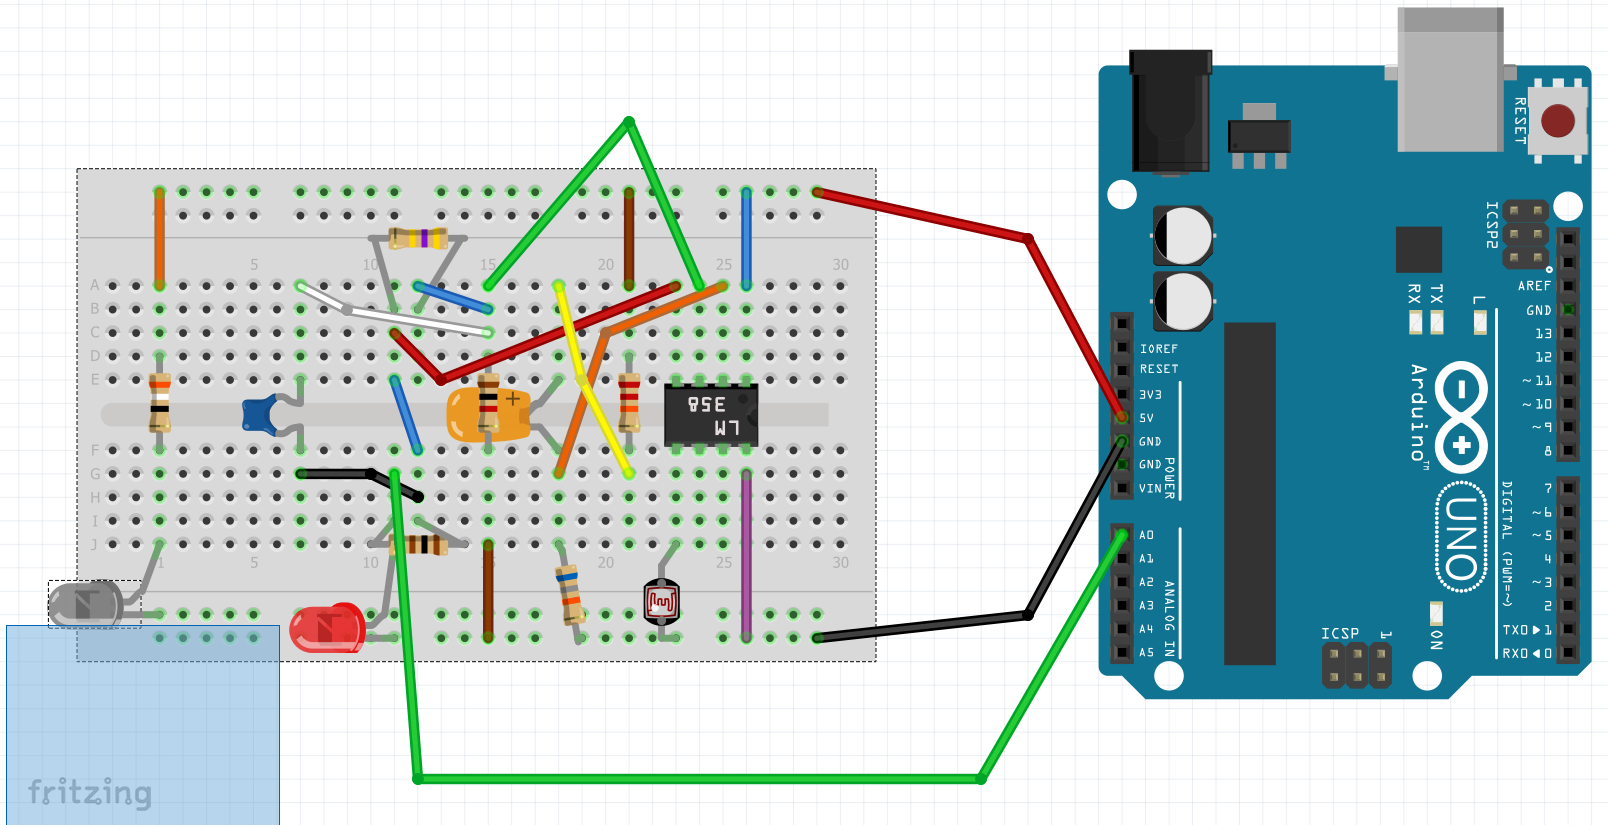 5 10 15 20 25 30
A
B
C
D
E
F
G
H
I
J
1 5 10 15 20 25 30
358
LM
RESET
ICSP2
AREF
GND
13
12
~11
~10
~9
8
7
~6
~5
4
~3
2
TX0▶1
RX0◀0
RX
TX
L
IOREF
RESET
3V3
5V
GND
GND
VIN
POWER
A0
A1
A2
A3
A4
A5
ANALOG IN
Arduino™
UNO
DIGITAL (PWM=~)
ON
ICSP
1
fritzing